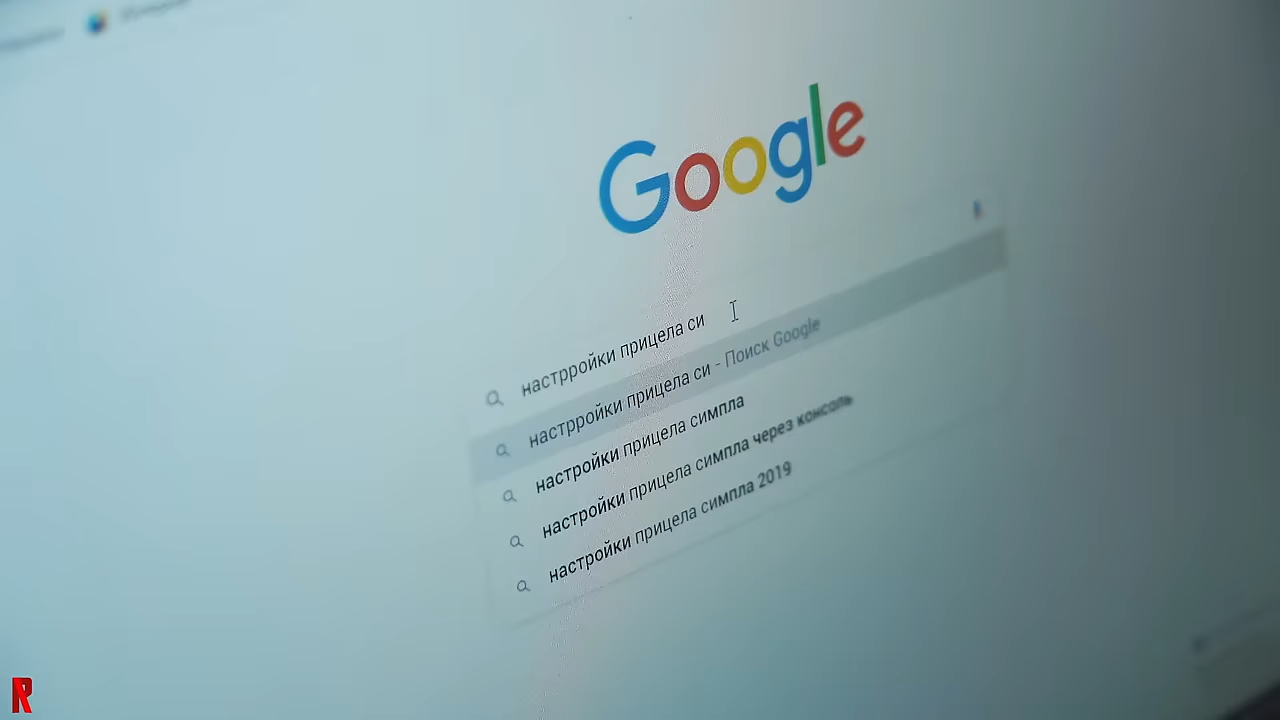 Google
настрройки прицела си
настрройки прицела си - Поиск Google
настройки прицела симпла
настройки прицела симпла через консоль
настройки прицела симпла 2019
R